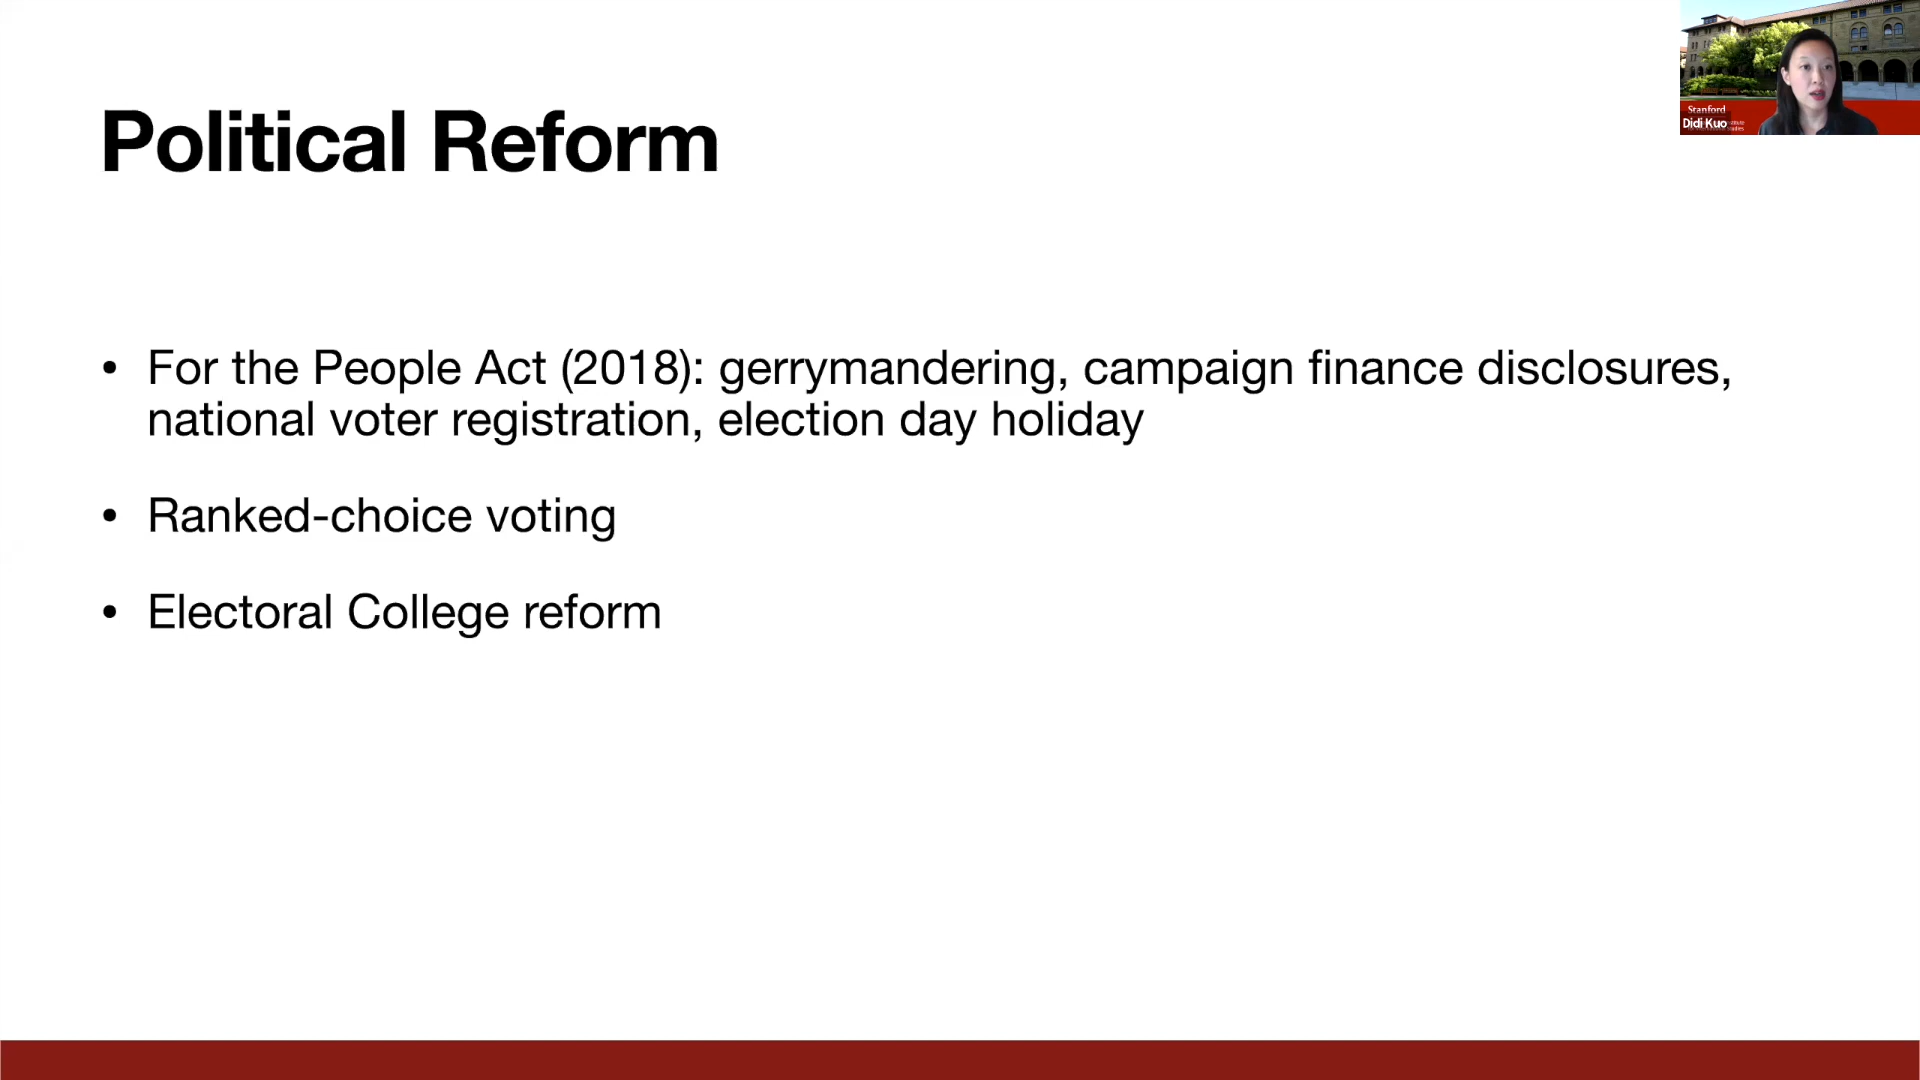 Political Reform
• For the People Act (2018): gerrymandering, campaign finance disclosures,
national voter registration, election day holiday
• Ranked-choice voting
• Electoral College reform
Stanford
Didi Kuo